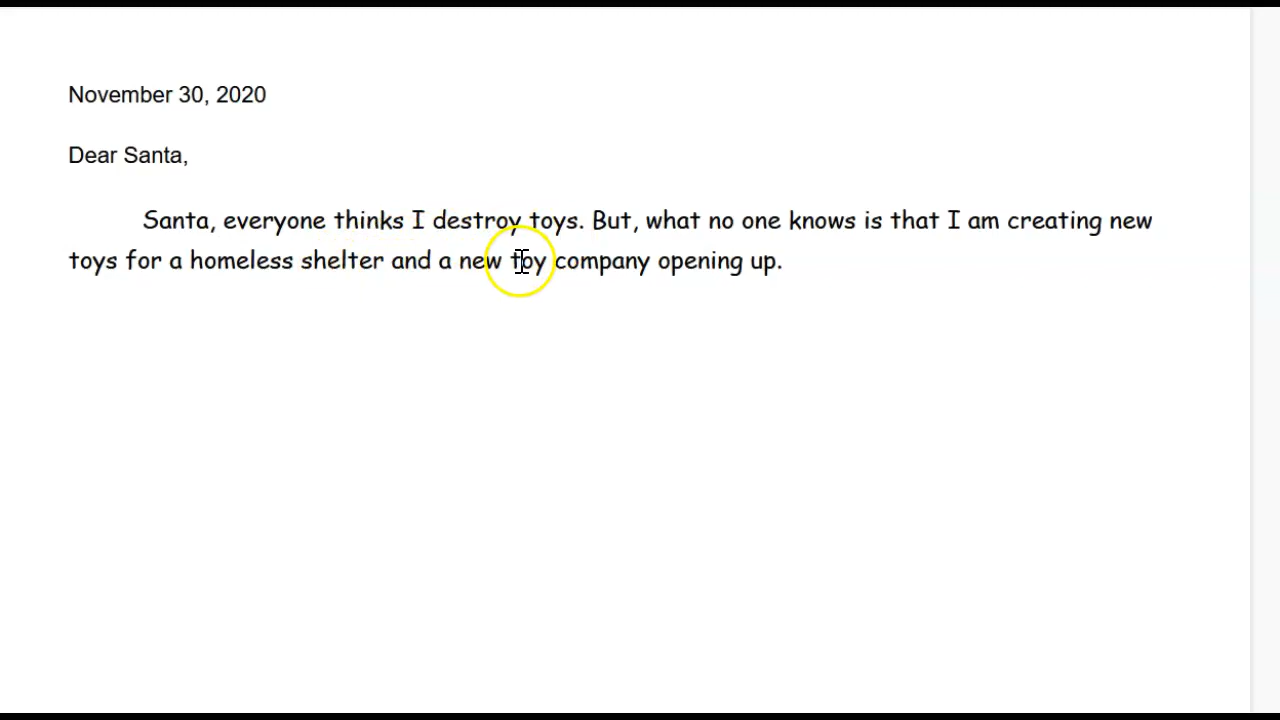 November 30, 2020
Dear Santa,
Santa, everyone thinks I destroy toys. But, what no one knows is that I am creating new
toys for a homeless shelter and a new toy company opening up.